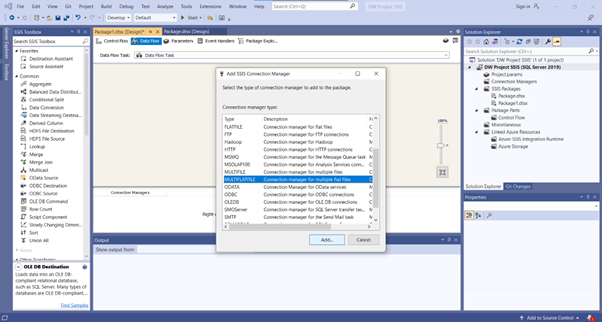 File Edit View Git Project Build Debug Test Analyze Tools Extensions Window Help Search (Ctrl+Q) DW Project SSIS Sign in
Develop Default Start
SSIS Toolbox
Search SSIS Toolbox
Favorites
Destination Assistant
Source Assistant
Common
Aggregate
Balanced Data Distribut...
Conditional Split
Data Conversion
Data Streaming Destina...
Derived Column
HDFS File Destination
HDFS File Source
Lookup
Merge
Merge Join
Multicast
OData Source
ODBC Destination
ODBC Source
OLE DB Command
Row Count
Script Component
Slowly Changing Dimen...
Sort
Union All
Azure
Other Transforms
OLE DB Destination
Loads data into an OLE DB-
compliant relational database,
such as SQL Server. Many types of
databases are OLE DB-compliant...
Find Samples
Server Explorer
Toolbox
Package1.dtsx [Design]*
Package.dtsx [Design]
Control Flow Data Flow Parameters Event Handlers Package Explo...
Data Flow Task: Data Flow Task
Connection Managers
Right
100%
Output
Show output from:
Add SSIS Connection Manager
Select the type of connection manager to add to the package.
Connection manager type:
Type Description
FLATFILE Connection manager for flat files
FTP Connection manager for FTP connections
Hadoop Connection manager for Hadoop
HTTP Connection manager for HTTP connections
MSMQ Connection manager for the Message Queue task
MSOLAP100 Connection manager for Analysis Services conn...
MULTIFILE Connection manager for multiple files
MULTIFLATFILE Connection manager for multiple flat files
ODATA Connection manager for OData services
ODBC Connection manager for ODBC connections
OLEDB Connection manager for OLE DB connections
SMOServer Connection manager for SQL Server transfer tas...
SMTP Connection manager for the Send Mail task
Add... Cancel
Solution Explorer
Search Solution Explorer (Ctrl+;)
Solution DW Project SSIS (1 of 1 project)
DW Project SSIS (SQL Server 2019)
Project.params
Connection Managers
SSIS Packages
Package.dtsx
Package1.dtsx
Package Parts
Control Flow
Miscellaneous
Linked Azure Resources
Azure-SSIS Integration Runtime
Azure Storage
Solution Explorer Git Changes
Properties
Add to Source Control